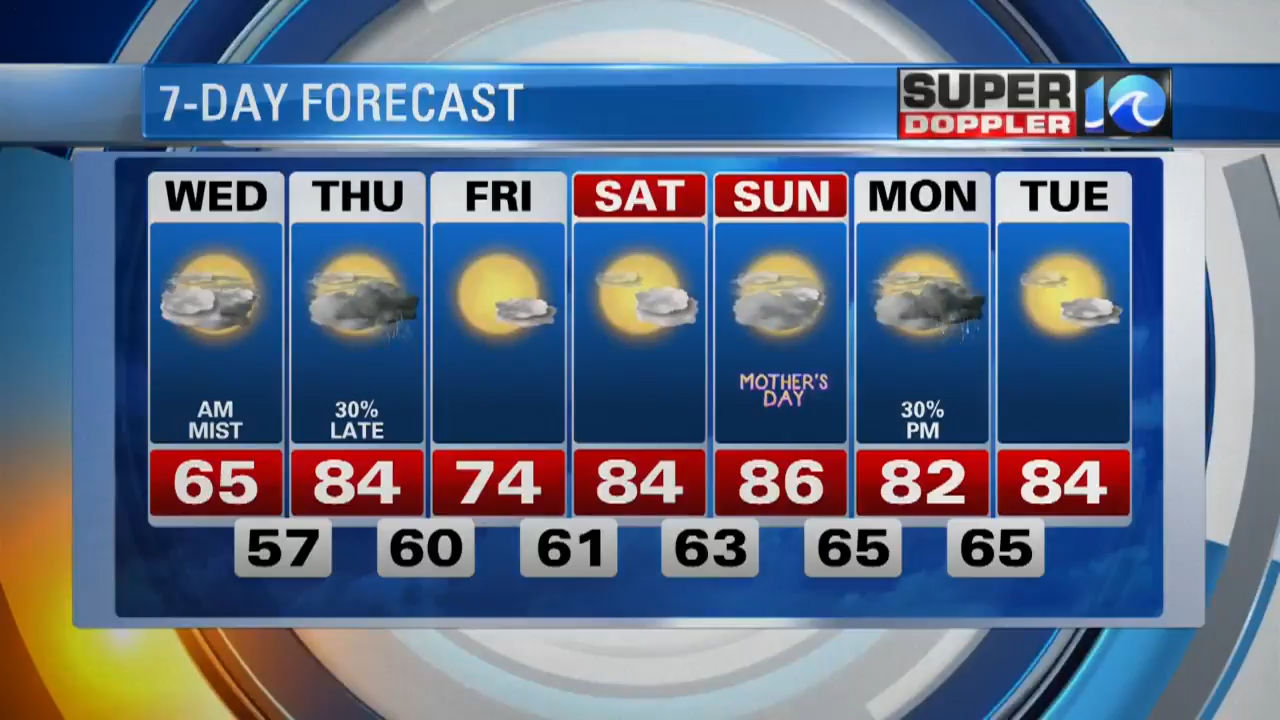 7-DAY FORECAST
SUPER
DOPPLER 10
WED THU FRI SAT SUN MON TUE
MOTHER'S
DAY
AM
MIST
30%
LATE
30%
PM
65 84 74 84 86 82 84
57 60 61 63 65 65